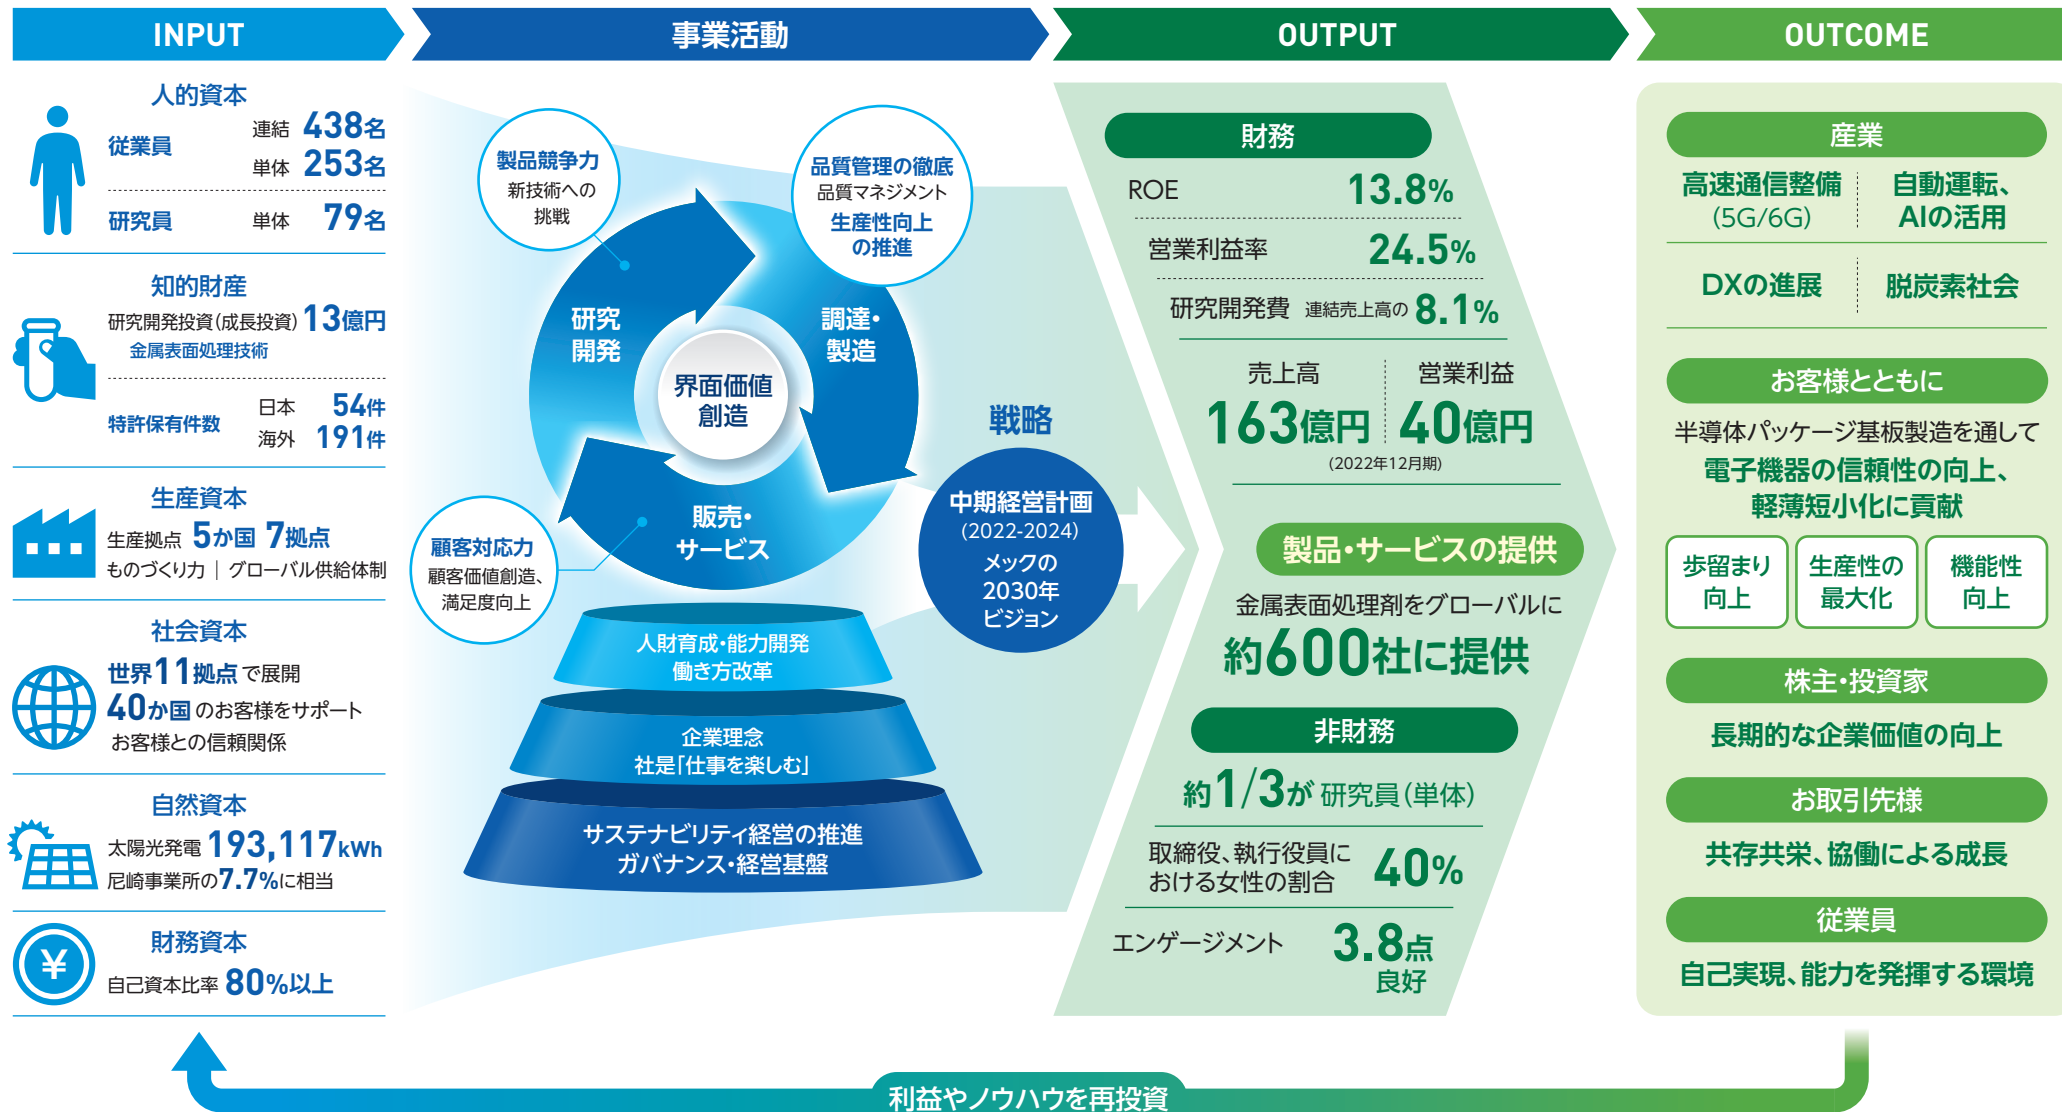 INPUT
事業活動
OUTPUT
OUTCOME
人的資本
従業員
連結 438名
単体 253名
研究員 単体 79名
知的財産
研究開発投資(成長投資) 13億円
金属表面処理技術
特許保有件数
日本 54件
海外 191件
生産資本
生産拠点 5か国 7拠点
ものづくり力 | グローバル供給体制
社会資本
世界11拠点で展開
40か国のお客様をサポート
お客様との信頼関係
自然資本
太陽光発電 193,117kWh
尼崎事業所の7.7%に相当
財務資本
¥
自己資本比率 80%以上
製品競争力
新技術への
挑戦
品質管理の徹底
品質マネジメント
生産性向上
の推進
研究
開発
調達・
製造
界面価値
創造
販売・
サービス
顧客対応力
顧客価値創造、
満足度向上
人財育成・能力開発
働き方改革
企業理念
社是「仕事を楽しむ」
サステナビリティ経営の推進
ガバナンス・経営基盤
戦略
中期経営計画
(2022-2024)
メックの
2030年
ビジョン
財務
ROE 13.8%
営業利益率 24.5%
研究開発費 連結売上高の 8.1%
売上高
163億円
営業利益
40億円
(2022年12月期)
製品・サービスの提供
金属表面処理剤をグローバルに
約600社に提供
非財務
約1/3が 研究員(単体)
取締役、執行役員に
おける女性の割合
40%
エンゲージメント 3.8点
良好
産業
高速通信整備
(5G/6G)
自動運転、
AIの活用
DXの進展
脱炭素社会
お客様とともに
半導体パッケージ基板製造を通して
電子機器の信頼性の向上、
軽薄短小化に貢献
歩留まり
向上
生産性の
最大化
機能性
向上
株主・投資家
長期的な企業価値の向上
お取引先様
共存共栄、協働による成長
従業員
自己実現、能力を発揮する環境
利益やノウハウを再投資